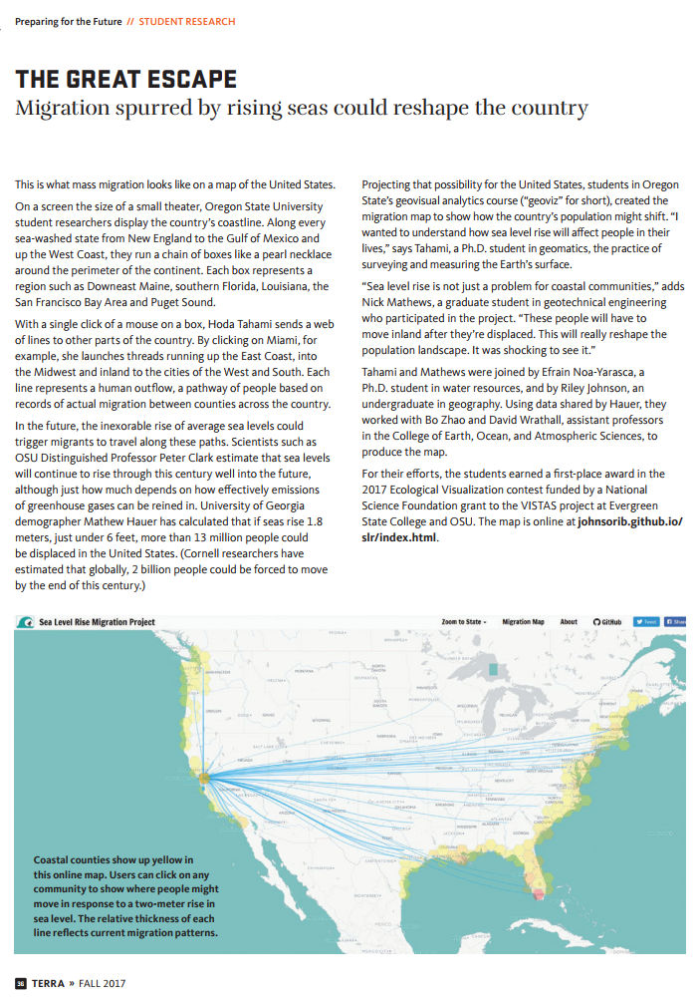 Preparing for the Future // STUDENT RESEARCH
THE GREAT ESCAPE
Migration spurred by rising seas could reshape the country
This is what mass migration looks like on a map of the United States.
On a screen the size of a small theater, Oregon State University
student researchers display the country's coastline. Along every
sea-washed state from New England to the Gulf of Mexico and
up the West Coast, they run a chain of boxes like a pearl necklace
around the perimeter of the continent. Each box represents a
region such as Downeast Maine, southern Florida, Louisiana, the
San Francisco Bay Area and Puget Sound.
With a single click of a mouse on a box, Hoda Tahami sends a web
of lines to other parts of the country. By clicking on Miami, for
example, she launches threads running up the East Coast, into
the Midwest and inland to the cities of the West and South. Each
line represents a human outflow, a pathway of people based on
records of actual migration between counties across the country.
In the future, the inexorable rise of average sea levels could
trigger migrants to travel along these paths. Scientists such as
OSU Distinguished Professor Peter Clark estimate that sea levels
will continue to rise through this century well into the future,
although just how much depends on how effectively emissions
of greenhouse gases can be reined in. University of Georgia
demographer Mathew Hauer has calculated that if seas rise 1.8
meters, just under 6 feet, more than 13 million people could
be displaced in the United States. (Cornell researchers have
estimated that globally, 2 billion people could be forced to move
by the end of this century.)
Projecting that possibility for the United States, students in Oregon
State's geovisual analytics course ("geoviz" for short), created the
migration map to show how the country's population might shift. "I
wanted to understand how sea level rise will affect people in their
lives," says Tahami, a Ph.D. student in geomatics, the practice of
surveying and measuring the Earth's surface.
"Sea level rise is not just a problem for coastal communities," adds
Nick Mathews, a graduate student in geotechnical engineering
who participated in the project. "These people will have to
move inland after they're displaced. This will really reshape the
population landscape. It was shocking to see it."
Tahami and Mathews were joined by Efrain Noa-Yarasca, a
Ph.D. student in water resources, and by Riley Johnson, an
undergraduate in geography. Using data shared by Hauer, they
worked with Bo Zhao and David Wrathall, assistant professors
in the College of Earth, Ocean, and Atmospheric Sciences, to
produce the map.
For their efforts, the students earned a first-place award in the
2017 Ecological Visualization contest funded by a National
Science Foundation grant to the VISTAS project at Evergreen
State College and OSU. The map is online at johnsorib.github.io/
slr/index.html.
Sea Level Rise Migration Project
Zoom to State Migration Map About GitHub Tweet Share
Coastal counties show up yellow in
this online map. Users can click on any
community to show where people might
move in response to a two-meter rise in
sea level. The relative thickness of each
line reflects current migration patterns.
36 TERRA » FALL 2017